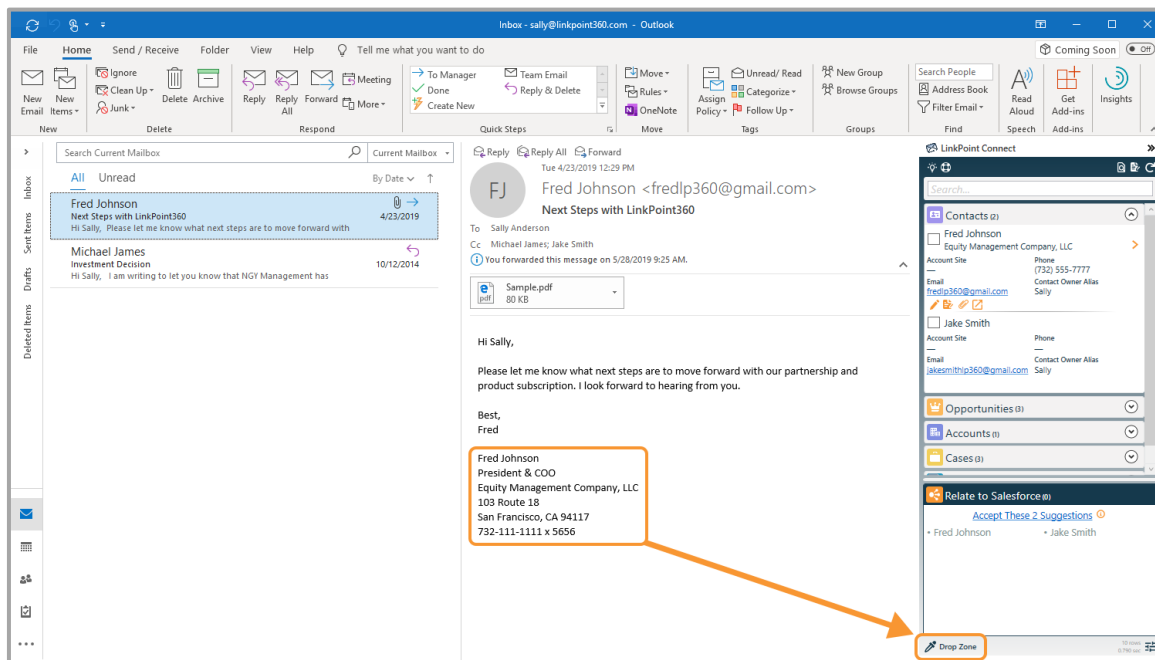 Inbox - sally@linkpoint360.com - Outlook
File Home Send / Receive Folder View Help Tell me what you want to do
Coming Soon Off
New Email
New Items
Ignore
Clean Up
Junk
Delete
Archive
Reply
Reply All
Forward
Meeting
More
To Manager
Done
Create New
Team Email
Reply & Delete
Move
Rules
OneNote
Assign Policy
Unread/ Read
Categorize
Follow Up
New Group
Browse Groups
Search People
Address Book
Filter Email
Read Aloud
Get Add-ins
Insights
New Delete Respond Quick Steps Move Tags Groups Find Speech Add-ins
Inbox
Sent Items
Drafts
Deleted Items
Search Current Mailbox Current Mailbox
All Unread By Date
Fred Johnson
Next Steps with LinkPoint360 4/23/2019
Hi Sally, Please let me know what next steps are to move forward with
Michael James
Investment Decision 10/12/2014
Hi Sally, I am writing to let you know that NGY Management has
Reply Reply All Forward
Tue 4/23/2019 12:29 PM
FJ
Fred Johnson <fredlp360@gmail.com>
Next Steps with LinkPoint360
To Sally Anderson
Cc Michael James; Jake Smith
You forwarded this message on 5/28/2019 9:25 AM.
pdf
Sample.pdf
80 KB
Hi Sally,
Please let me know what next steps are to move forward with our partnership and
product subscription. I look forward to hearing from you.
Best,
Fred
Fred Johnson
President & COO
Equity Management Company, LLC
103 Route 18
San Francisco, CA 94117
732-111-1111 x 5656
LinkPoint Connect
Search...
Contacts (2)
Fred Johnson
Equity Management Company, LLC
Account Site Phone
— (732) 555-7777
Email Contact Owner Alias
fredlp360@gmail.com Sally
Jake Smith
Account Site Phone
— —
Email Contact Owner Alias
jakesmithlp360@gmail.com Sally
Opportunities (3)
Accounts (1)
Cases (3)
Relate to Salesforce (0)
Accept These 2 Suggestions
• Fred Johnson • Jake Smith
Drop Zone